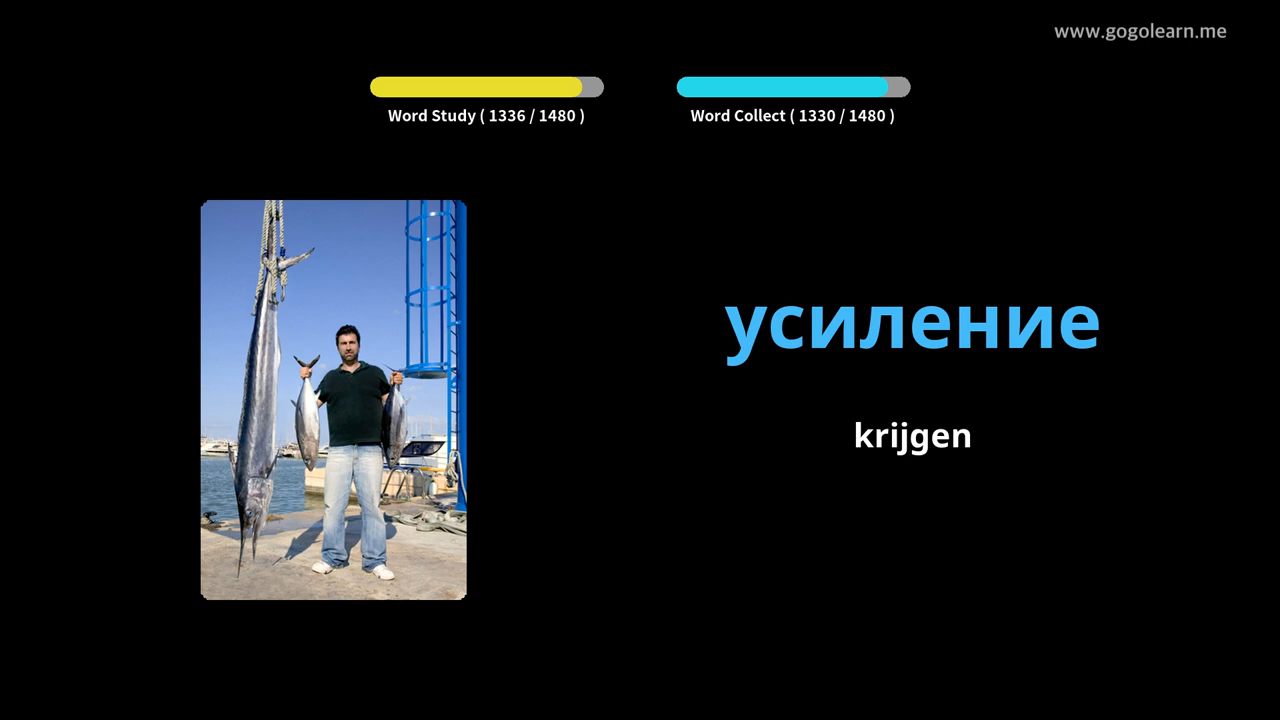 www.gogolearn.me
Word Study ( 1336 / 1480 )
Word Collect ( 1330 / 1480 )
усиление
krijgen